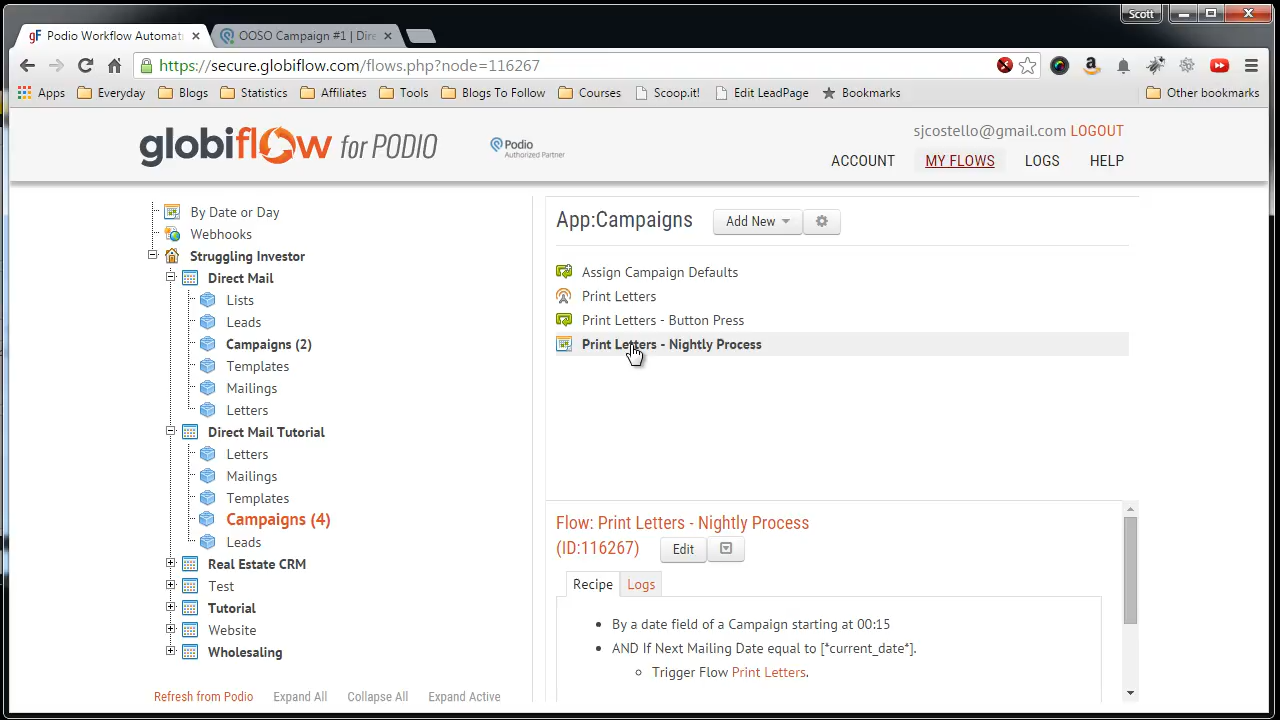 Scott
Podio Workflow Automati
OOSO Campaign #1 | Dire
https://secure.globiflow.com/flows.php?node=116267
Apps Everyday Blogs Statistics Affiliates Tools Blogs To Follow Courses Scoop.it! Edit LeadPage Bookmarks Other bookmarks
globiflow for PODIO
Podio
Authorized Partner
sjcostello@gmail.com LOGOUT
ACCOUNT MY FLOWS LOGS HELP
By Date or Day
Webhooks
Struggling Investor
Direct Mail
Lists
Leads
Campaigns (2)
Templates
Mailings
Letters
Direct Mail Tutorial
Letters
Mailings
Templates
Campaigns (4)
Leads
Real Estate CRM
Test
Tutorial
Website
Wholesaling
Refresh from Podio Expand All Collapse All Expand Active
App:Campaigns Add New
Assign Campaign Defaults
Print Letters
Print Letters - Button Press
Print Letters - Nightly Process
Flow: Print Letters - Nightly Process
(ID:116267) Edit
Recipe Logs
By a date field of a Campaign starting at 00:15
AND If Next Mailing Date equal to [*current_date*].
Trigger Flow Print Letters.